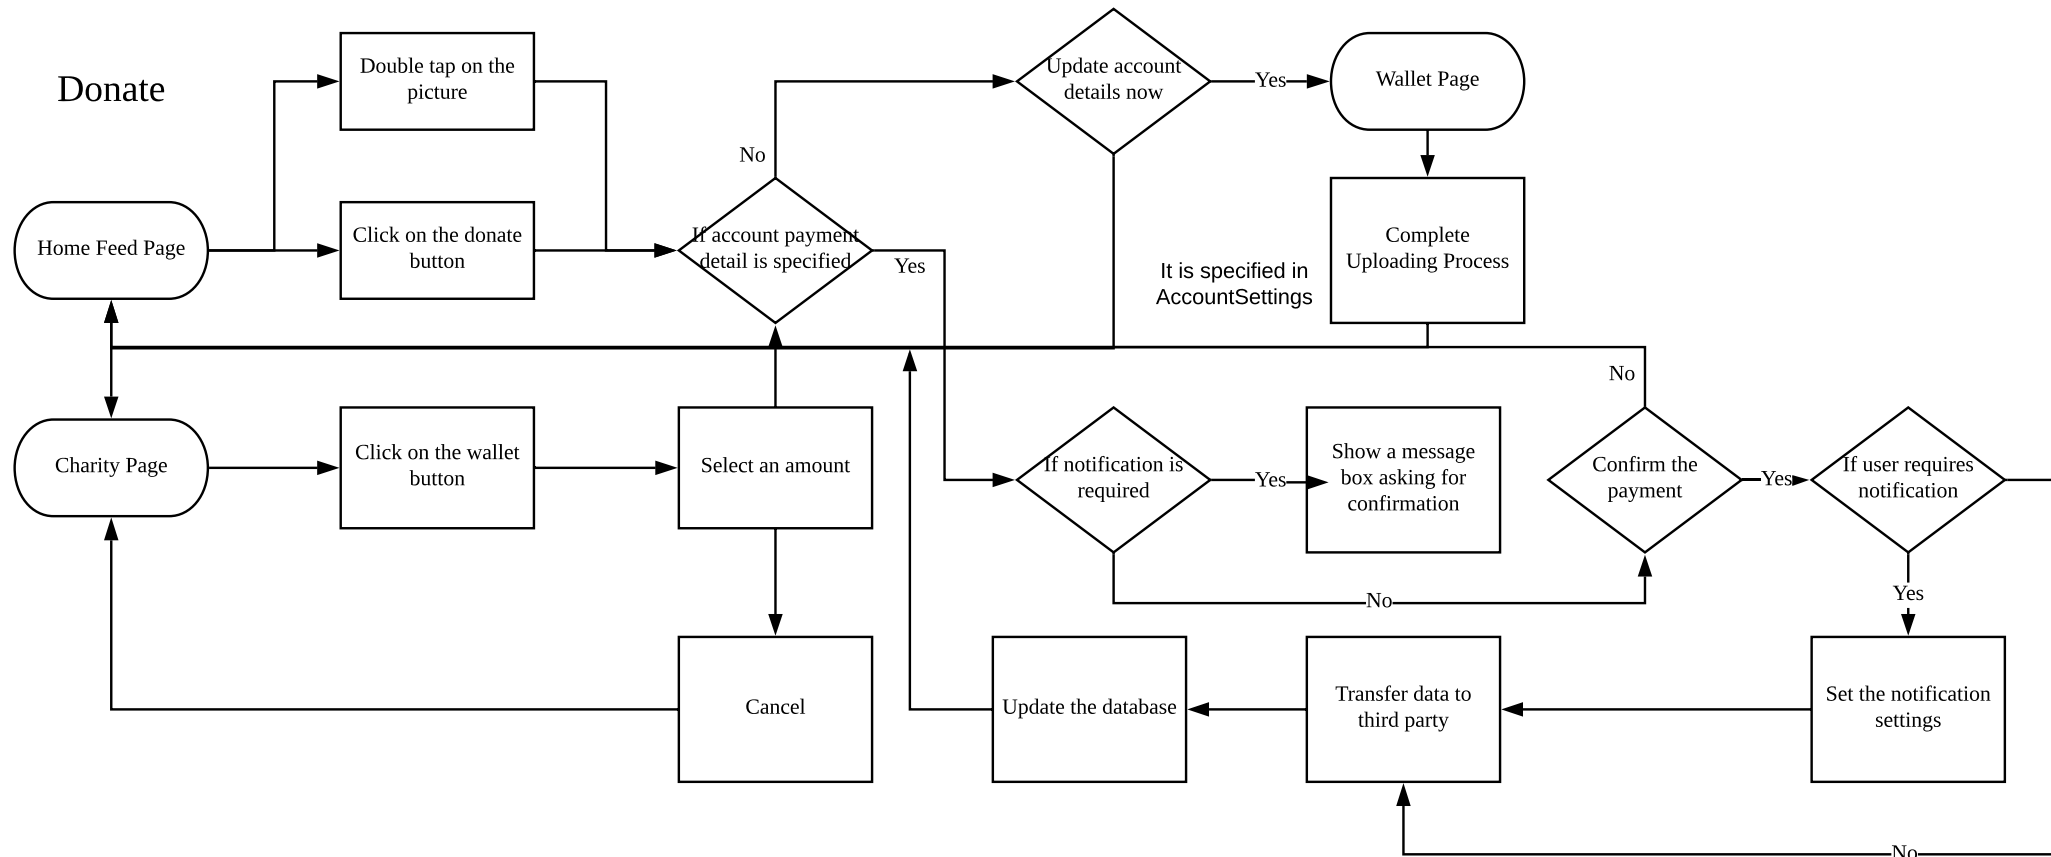 Donate
Double tap on the
picture
Update account
details now
Yes
Wallet Page
No
Home Feed Page
Click on the donate
button
If account payment
detail is specified
Yes
It is specified in
AccountSettings
Complete
Uploading Process
No
Charity Page
Click on the wallet
button
Select an amount
If notification is
required
Yes
Show a message
box asking for
confirmation
Confirm the
payment
Yes
If user requires
notification
No
Yes
Cancel
Update the database
Transfer data to
third party
Set the notification
settings
No